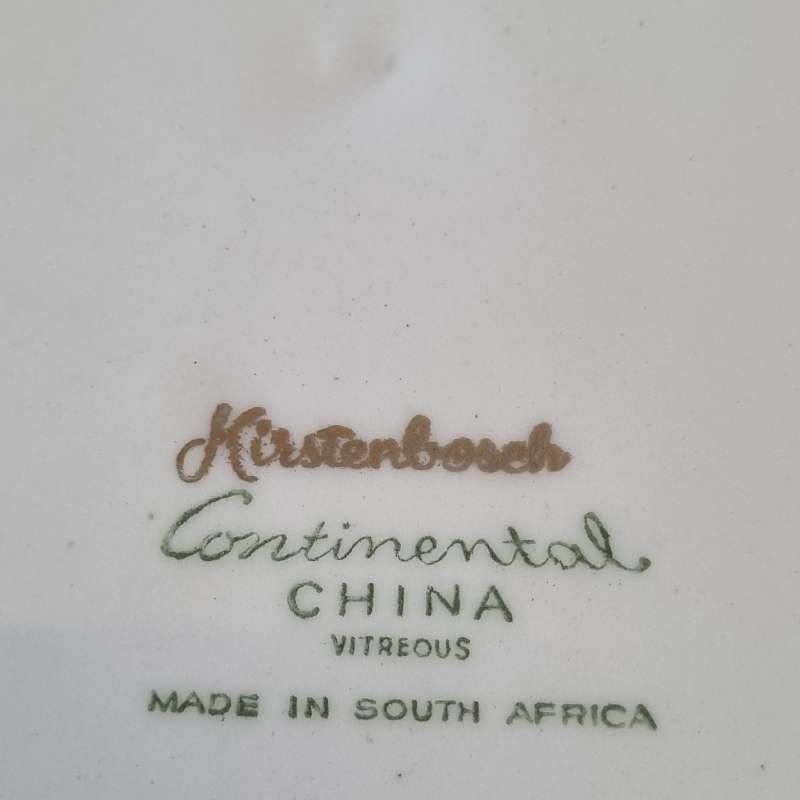 Kirstenbosch
Continental
CHINA
VITREOUS
MADE IN SOUTH AFRICA